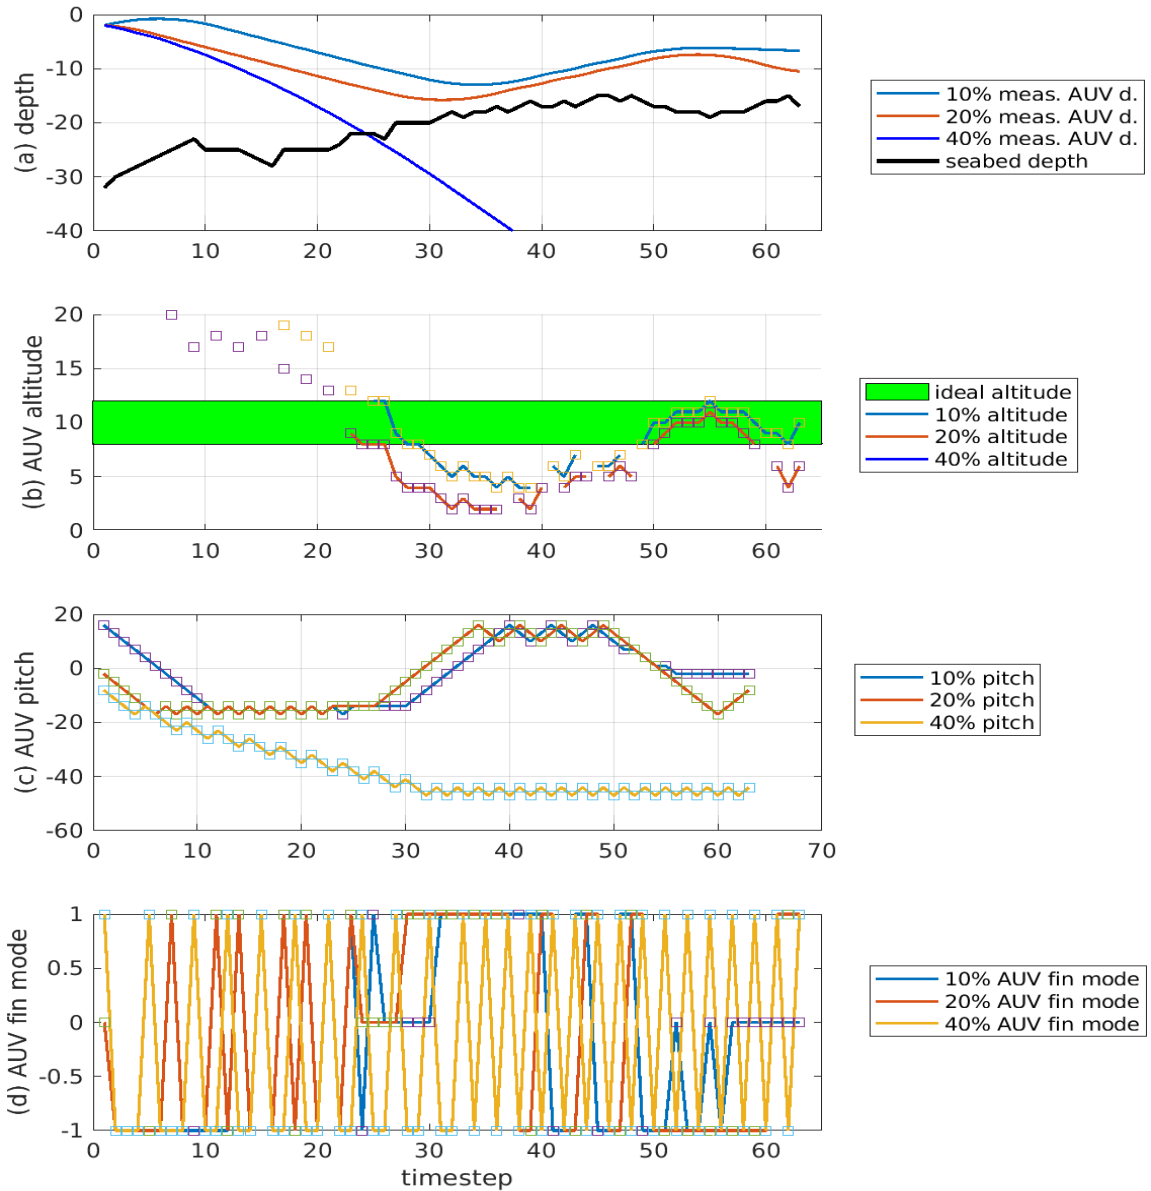 0
-10
-20
-30
-40
(a) depth
0 10 20 30 40 50 60
10% meas. AUV d.
20% meas. AUV d.
40% meas. AUV d.
seabed depth
20
15
10
5
0
(b) AUV altitude
0 10 20 30 40 50 60
ideal altitude
10% altitude
20% altitude
40% altitude
20
0
-20
-40
-60
(c) AUV pitch
0 10 20 30 40 50 60 70
10% pitch
20% pitch
40% pitch
1
0.5
0
-0.5
-1
(d) AUV fin mode
0 10 20 30 40 50 60
timestep
10% AUV fin mode
20% AUV fin mode
40% AUV fin mode